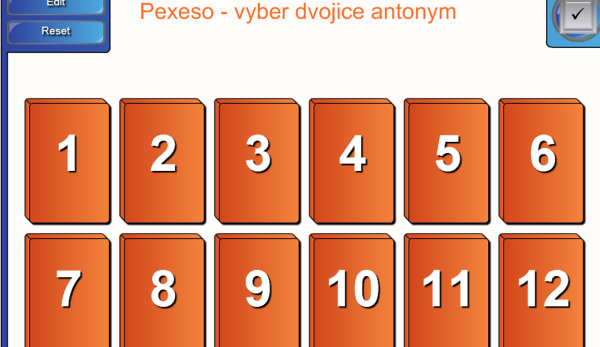 Edit
Pexeso - vyber dvojice antonym
Reset
1 2 3 4 5 6
7 8 9 10 11 12